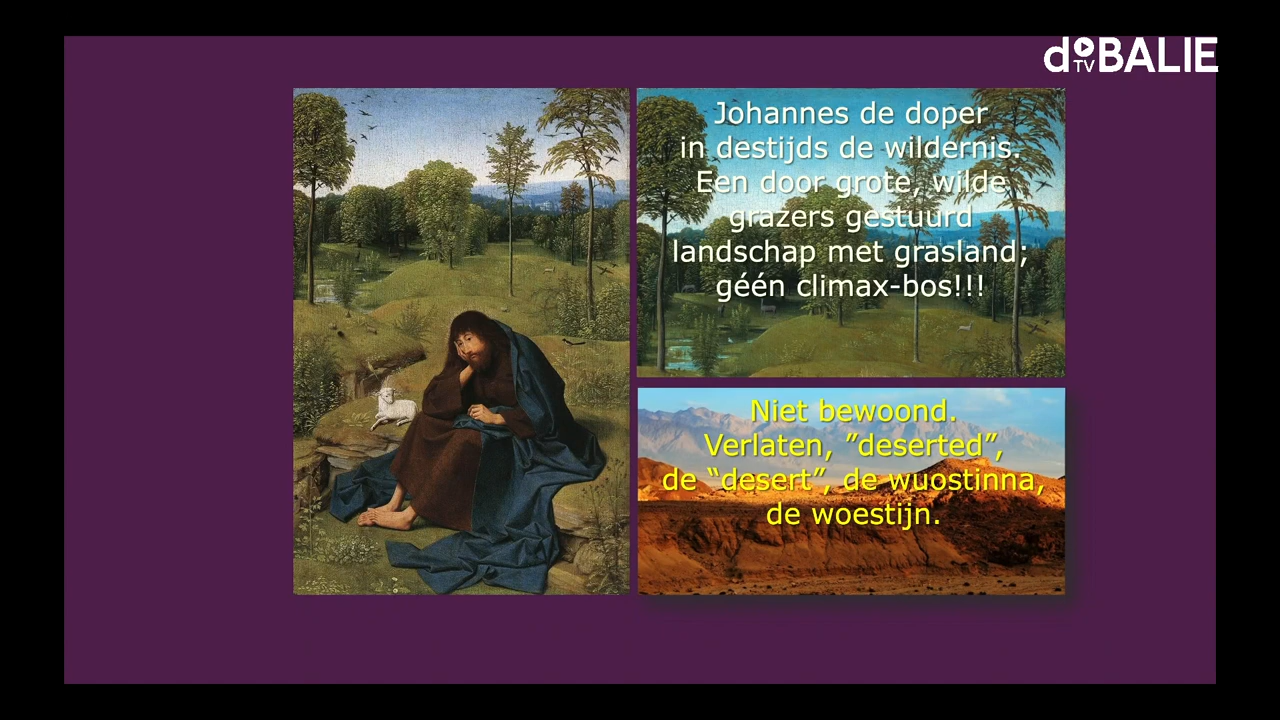 de BALIE
TV
Johannes de doper
in destijds de wildernis.
Een door grote, wilde
grazers gestuurd
landschap met grasland;
géén climax-bos!!!
Niet bewoond.
Verlaten, ”deserted”,
de “desert”, de wuostinna,
de woestijn.